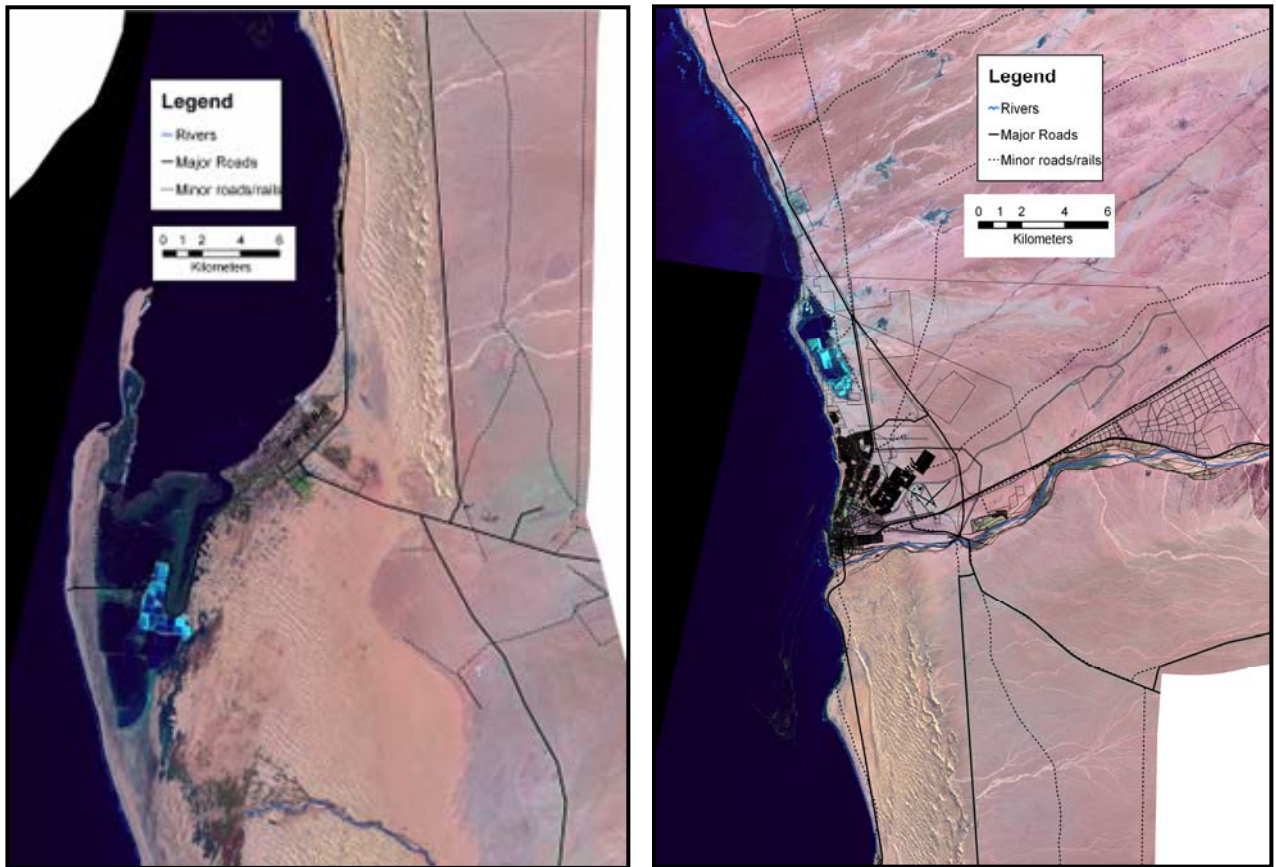 Legend
Rivers
Major Roads
Minor roads/rails
0 1 2 4 6
Kilometers
Legend
Rivers
Major Roads
Minor roads/rails
0 1 2 4 6
Kilometers